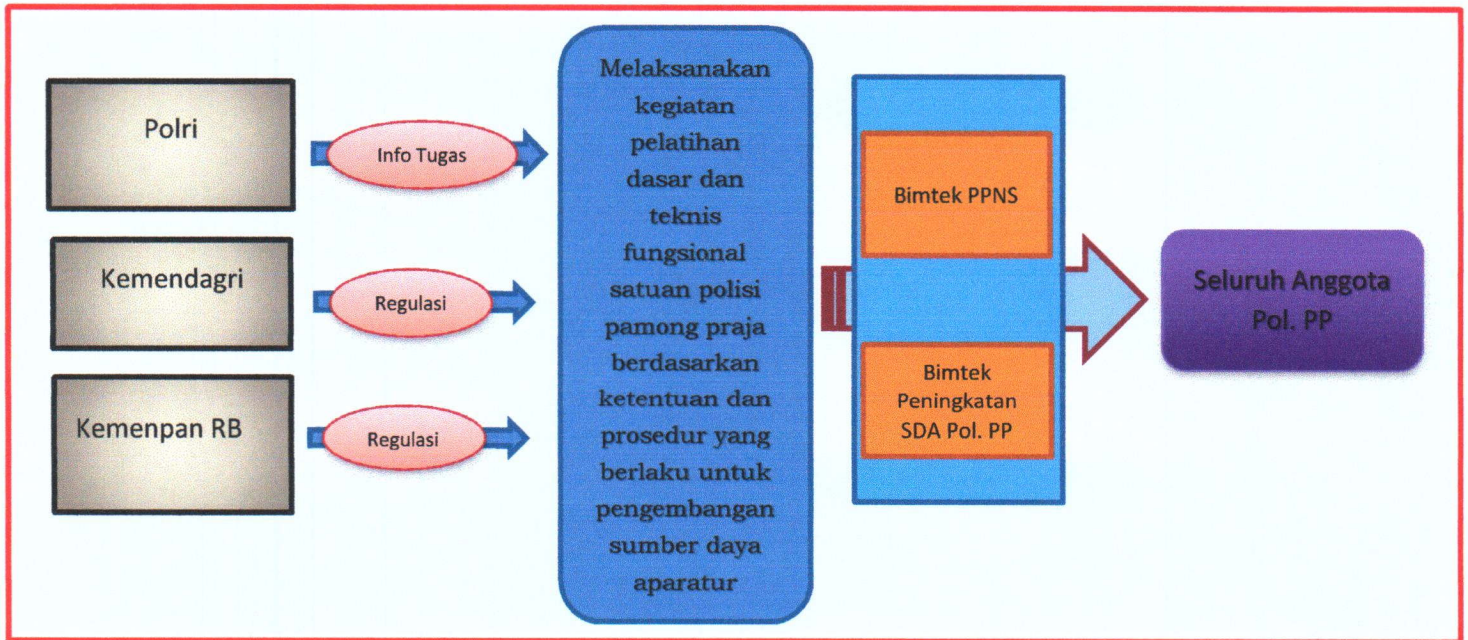 Polri
Info Tugas
Kemendagri
Regulasi
Kemenpan RB
Regulasi
Melaksanakan
kegiatan
pelatihan
dasar dan
teknis
fungsional
satuan polisi
pamong praja
berdasarkan
ketentuan dan
prosedur yang
berlaku untuk
pengembangan
sumber daya
aparatur
Bimtek PPNS
Bimtek
Peningkatan
SDA Pol. PP
Seluruh Anggota
Pol. PP